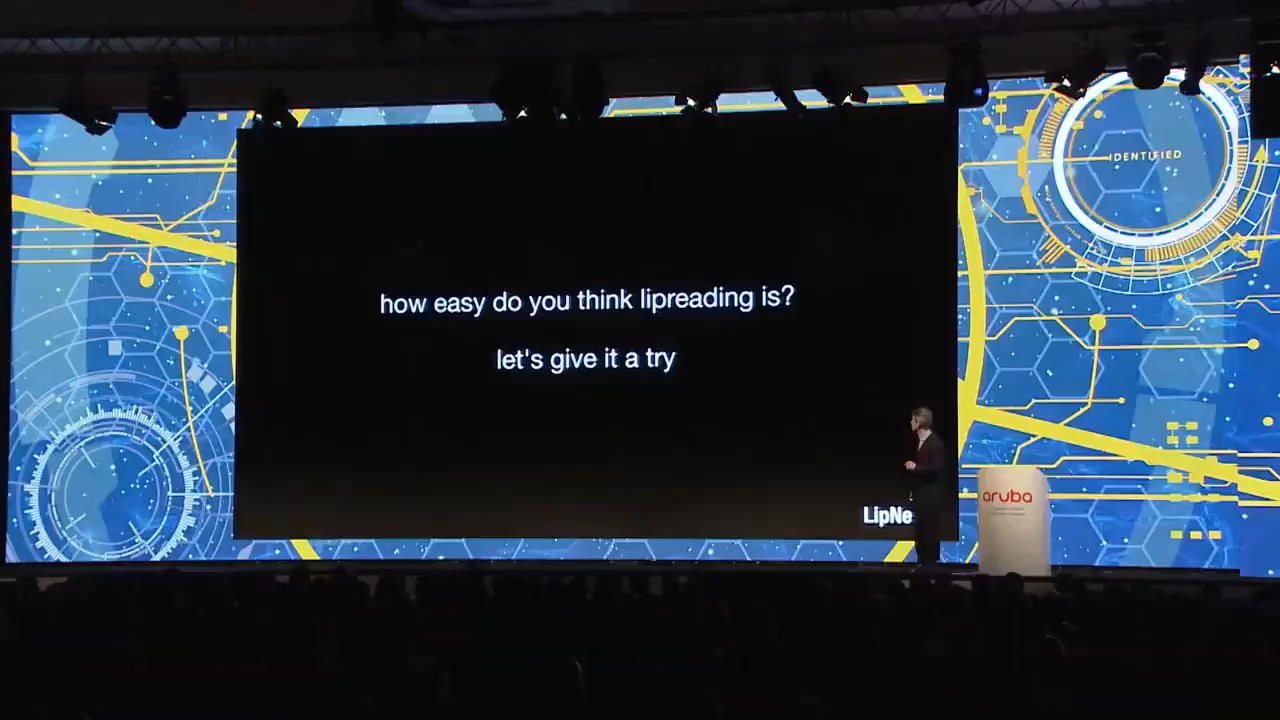 IDENTIFIED
how easy do you think lipreading is?
let's give it a try
aruba
LipNe